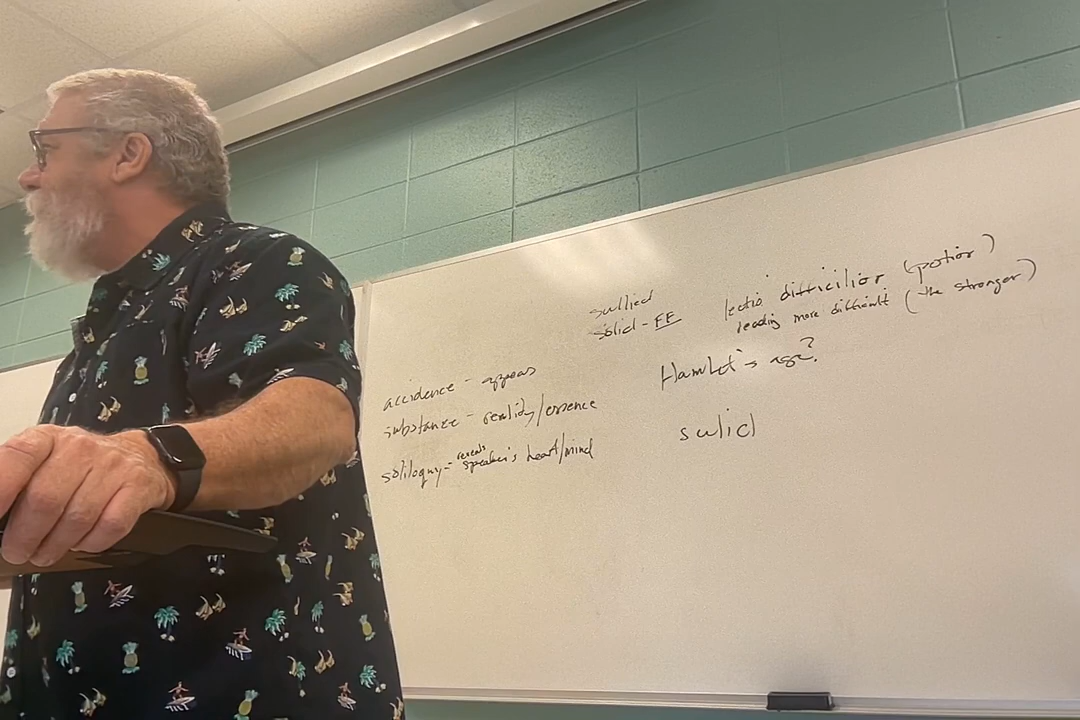 sullied
solid - FF
lectio difficilior (potior)
reading more difficult (the stronger)
Hamlet's age?
sulid
accidence - appears
substance - reality/essence
soliloquy - reveals speaker's heart/mind